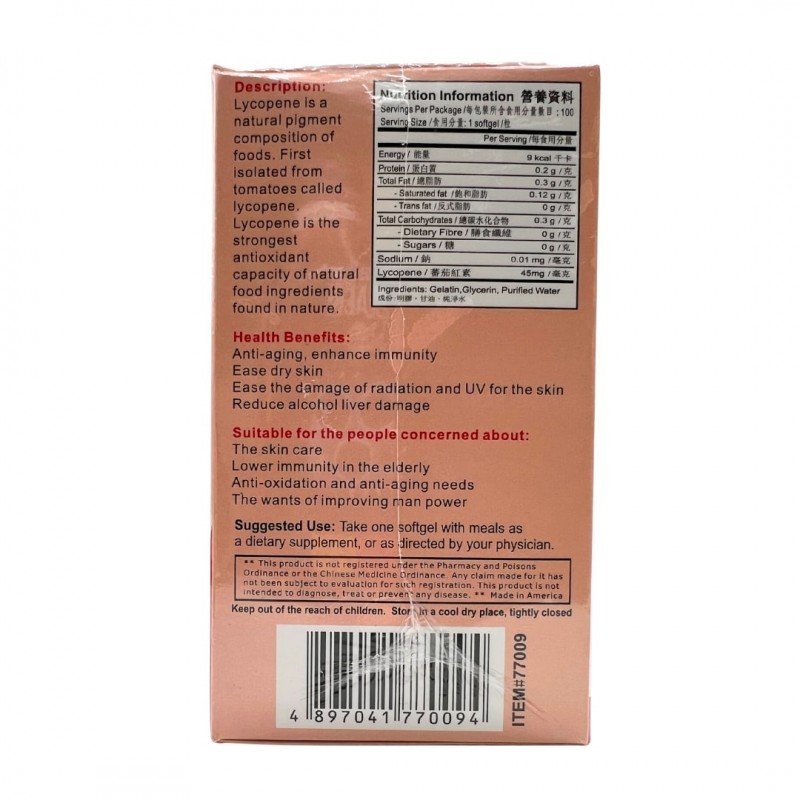 Description:
Lycopene is a
natural pigment
composition of
foods. First
isolated from
tomatoes called
lycopene.
Lycopene is the
strongest
antioxidant
capacity of natural
food ingredients
found in nature.
Nutrition Information 營養資料
Servings Per Package/每包裝所含食用分量數目:100
Serving Size/食用分量:1 softgel/粒
Per Serving/每食用分量
Energy/能量 9 kcal 千卡
Protein/蛋白質 0.2 g/克
Total Fat/總脂肪 0.3 g/克
- Saturated fat/飽和脂肪 0.12 g/克
- Trans fat/反式脂肪 0 g/克
Total Carbohydrates/總碳水化合物 0.3 g/克
- Dietary Fibre/膳食纖維 0 g/克
- Sugars/糖 0 g/克
Sodium/鈉 0.01 mg/毫克
Lycopene/蕃茄紅素 45mg/毫克
Ingredients: Gelatin,Glycerin, Purified Water
成份:明膠、甘油、純淨水
Health Benefits:
Anti-aging, enhance immunity
Ease dry skin
Ease the damage of radiation and UV for the skin
Reduce alcohol liver damage
Suitable for the people concerned about:
The skin care
Lower immunity in the elderly
Anti-oxidation and anti-aging needs
The wants of improving man power
Suggested Use: Take one softgel with meals as
a dietary supplement, or as directed by your physician.
** This product is not registered under the Pharmacy and Poisons
Ordinance or the Chinese Medicine Ordinance. Any claim made for it has
not been subject to evaluation for such registration. This product is not
intended to diagnose, treat or prevent any disease. ** Made in America
Keep out of the reach of children. Store in a cool dry place, tightly closed
4 897041 770094
ITEM#77009